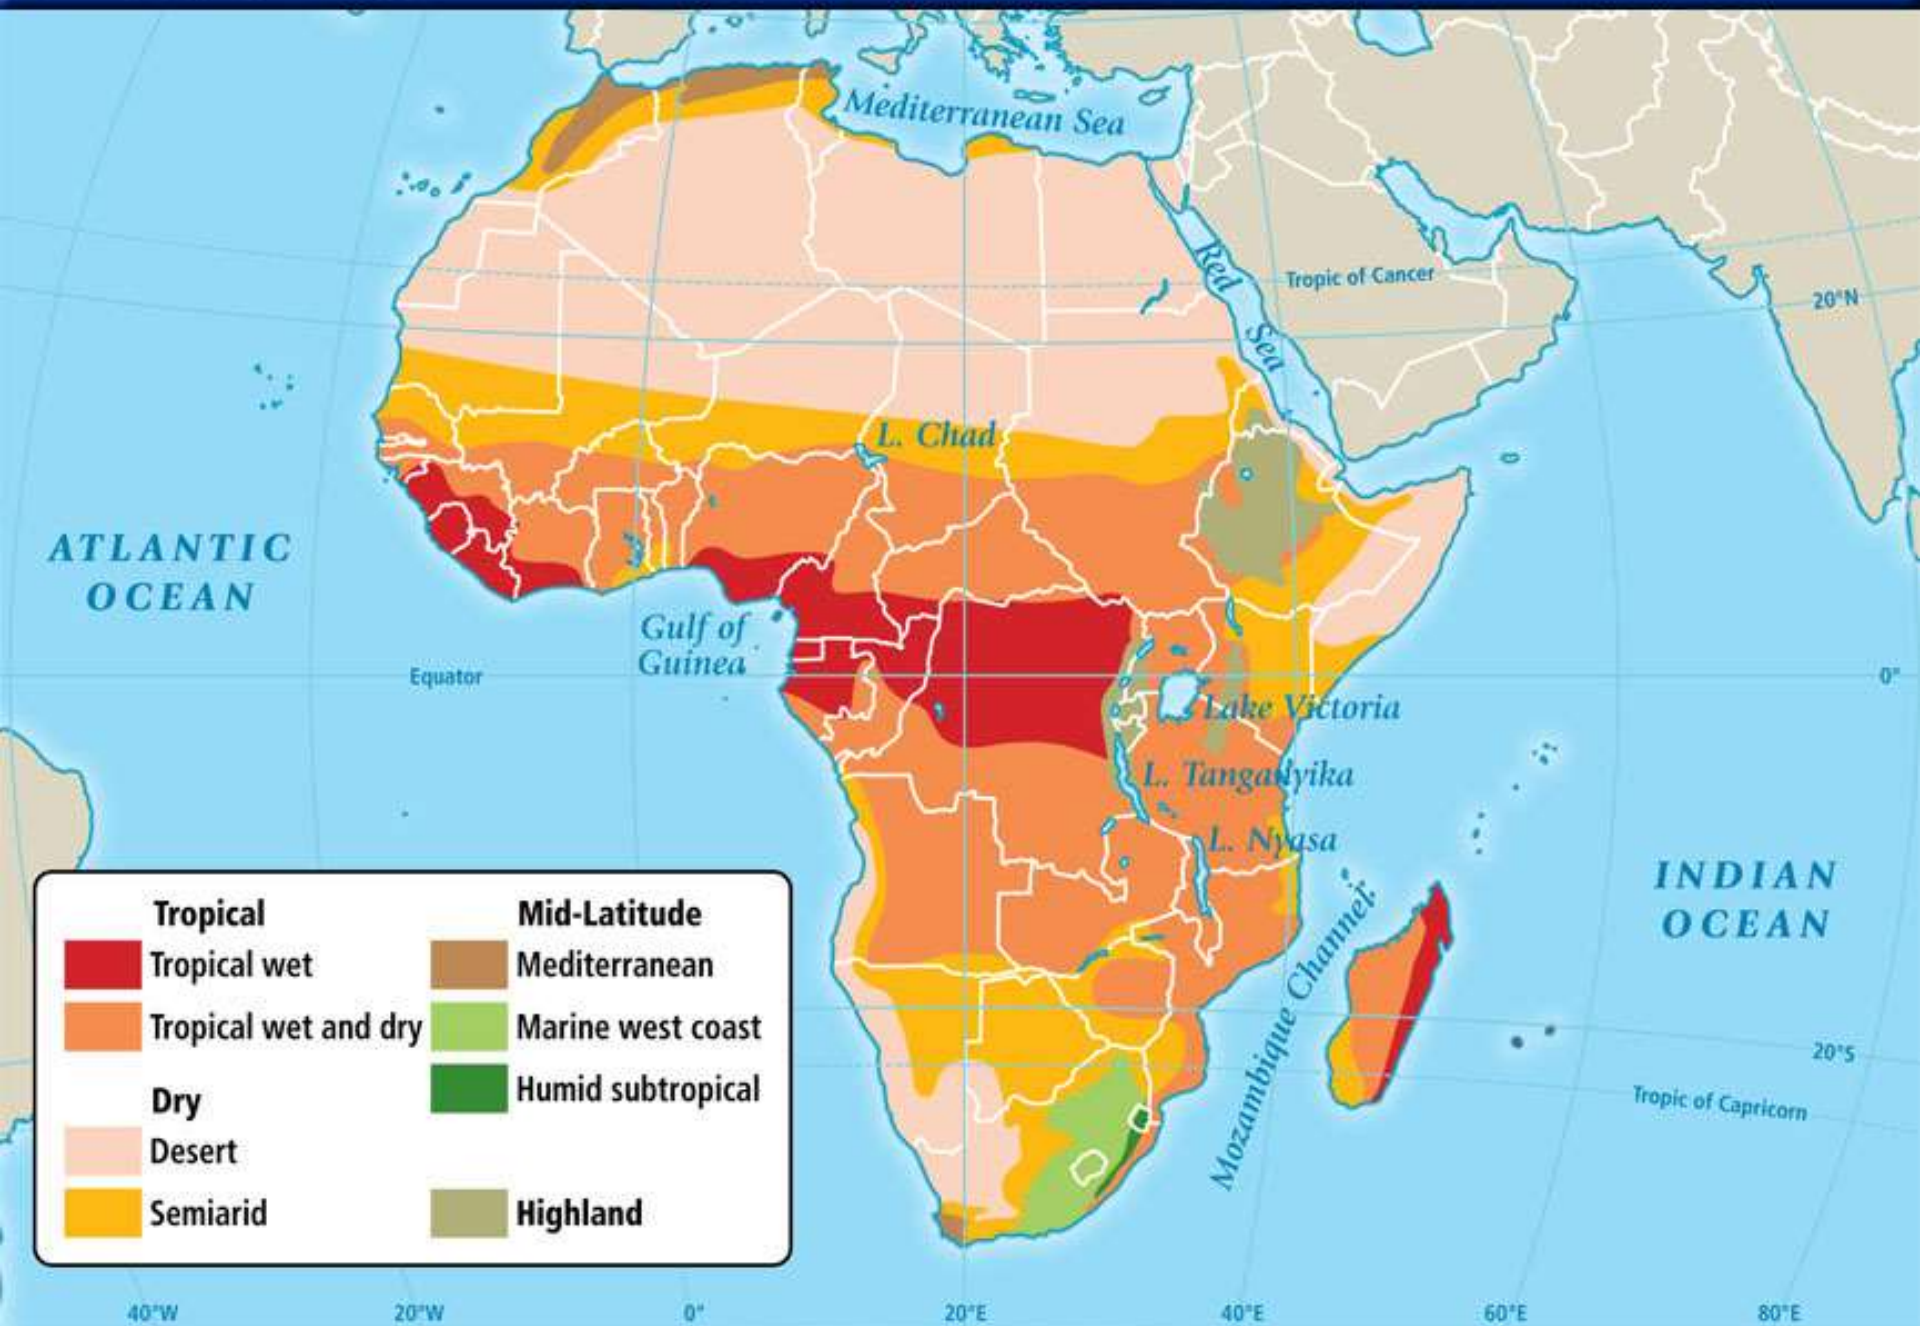 Mediterranean Sea
Red
Sea
Tropic of Cancer
20°N
L. Chad
ATLANTIC
OCEAN
Gulf of
Guinea
Equator
0°
Lake Victoria
L. Tanganyika
L. Nyasa
INDIAN
OCEAN
Mozambique Channel
20°S
Tropic of Capricorn
Tropical
Tropical wet
Tropical wet and dry
Dry
Desert
Semiarid
Mid-Latitude
Mediterranean
Marine west coast
Humid subtropical
Highland
40°W
20°W
0°
20°E
40°E
60°E
80°E